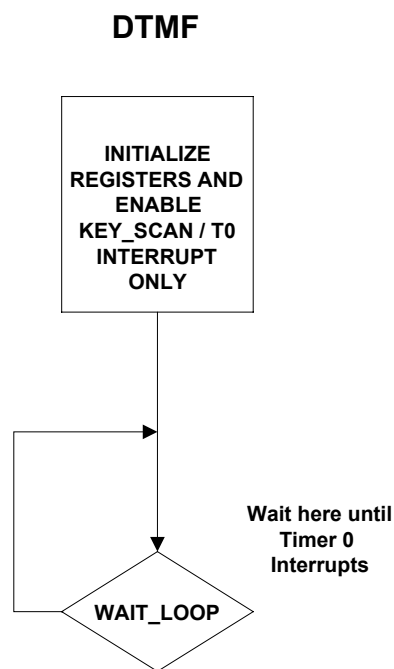 DTMF
INITIALIZE
REGISTERS AND
ENABLE
KEY_SCAN / T0
INTERRUPT
ONLY
Wait here until
Timer 0
Interrupts
WAIT_LOOP